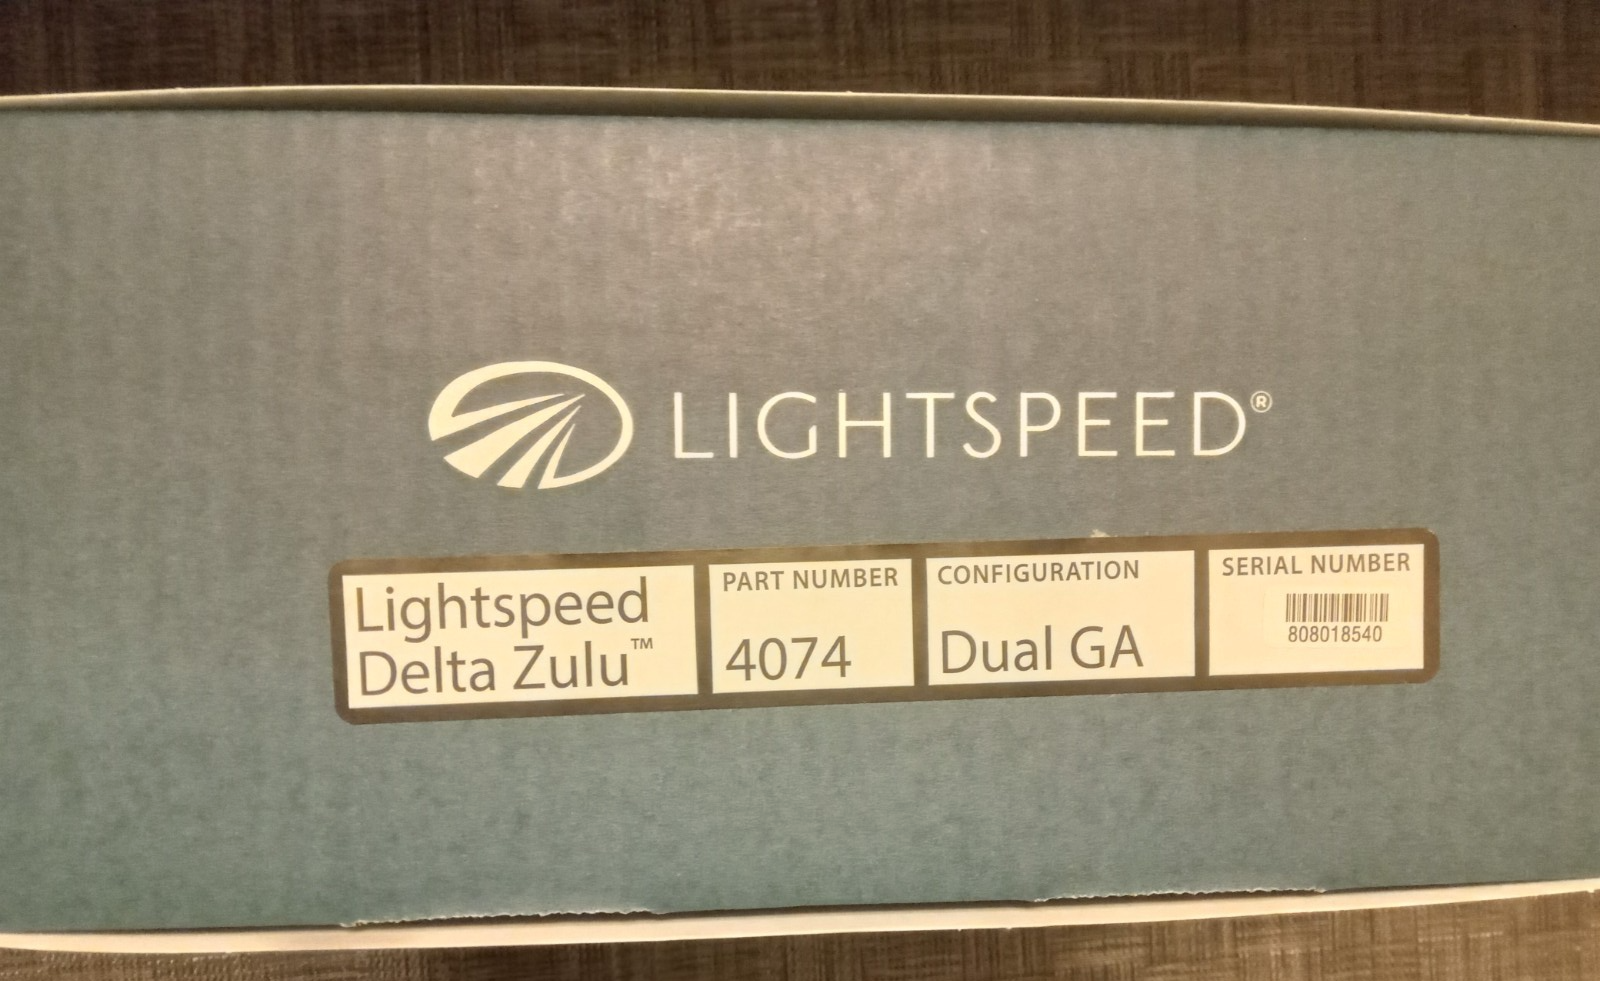 LIGHTSPEED®
Lightspeed
Delta Zulu™
PART NUMBER
4074
CONFIGURATION
Dual GA
SERIAL NUMBER
808018540